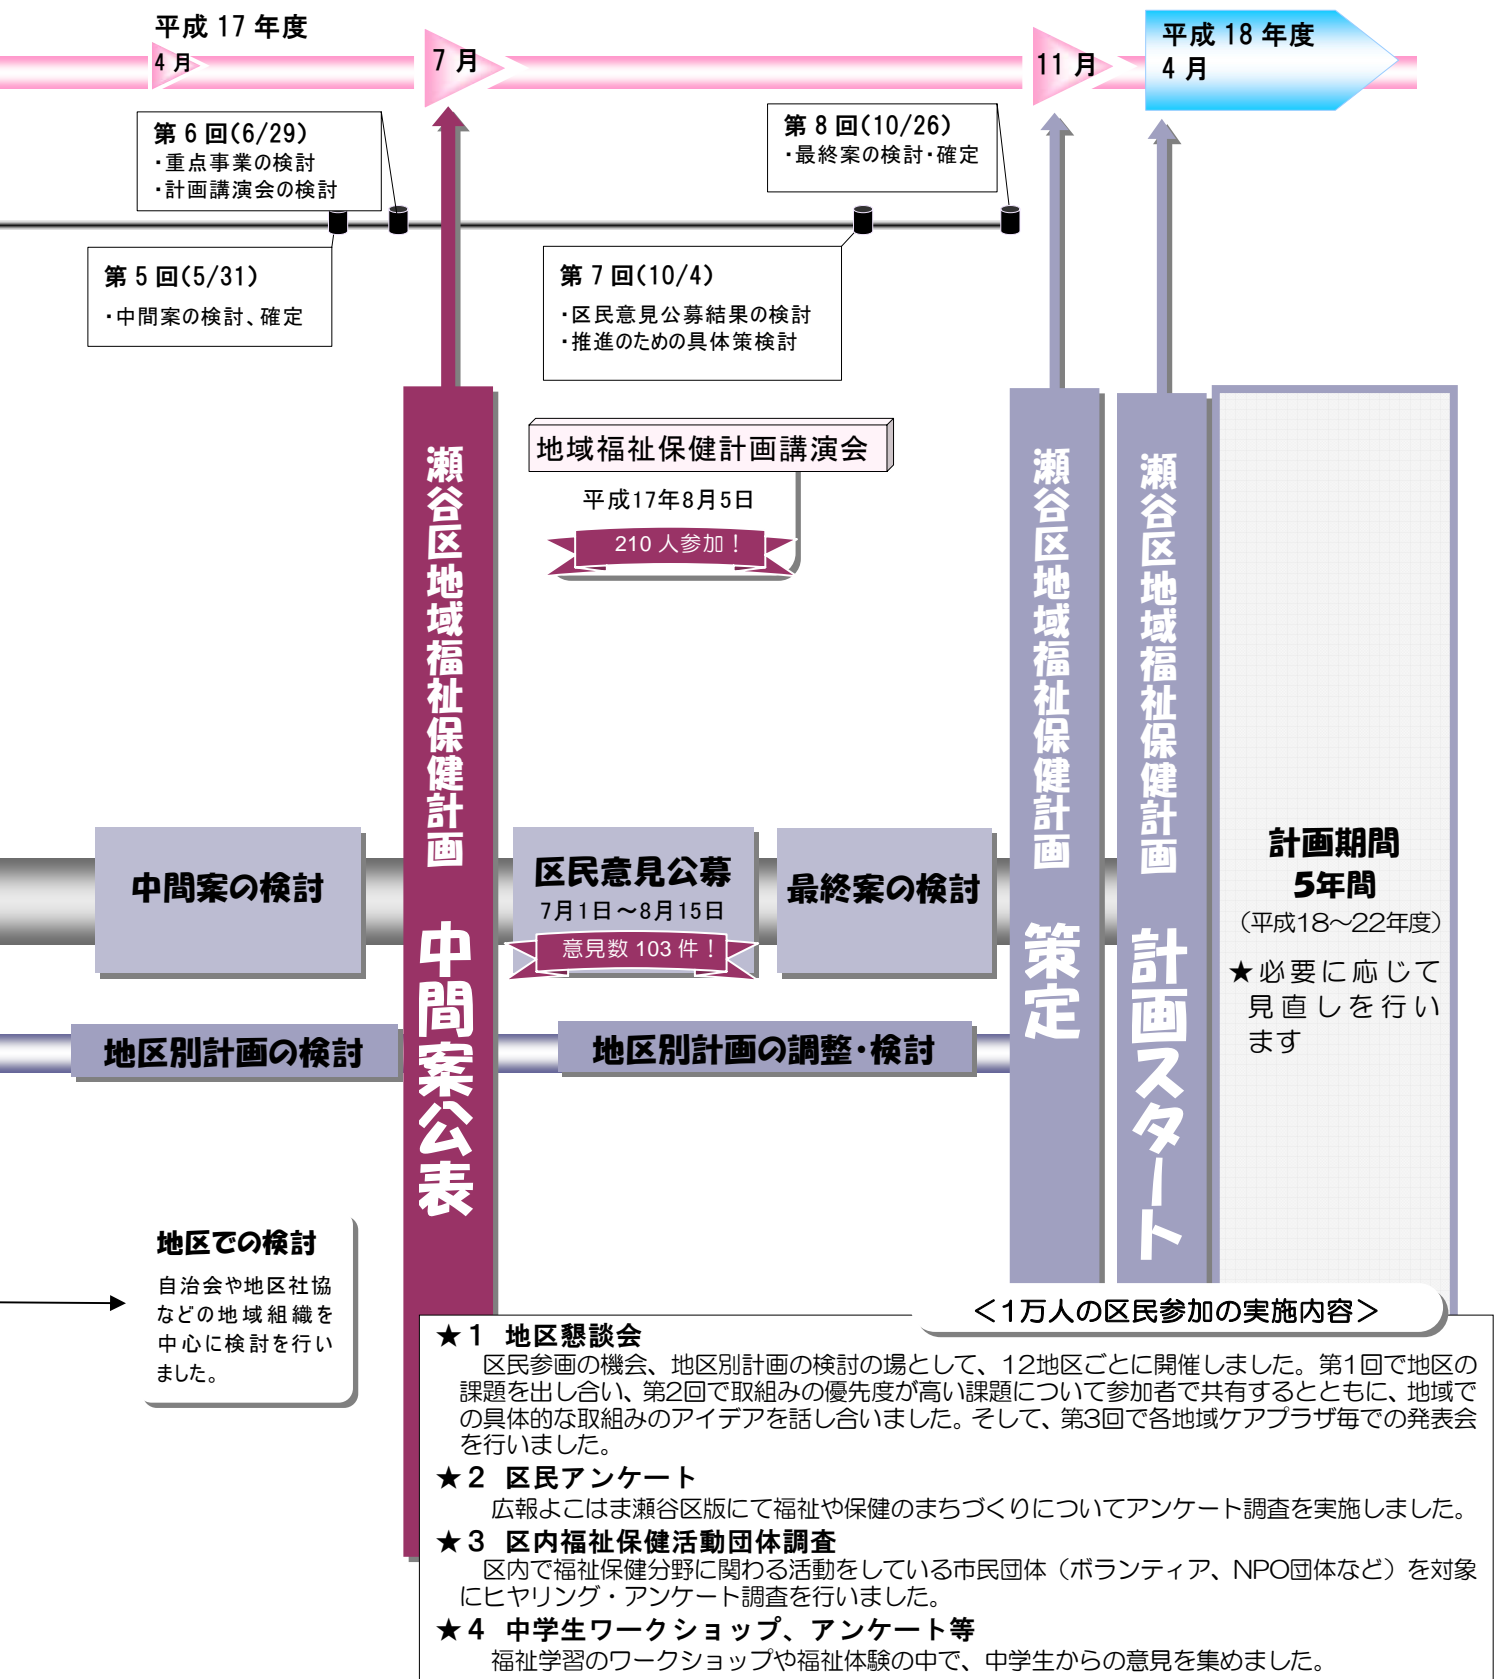 平成 17 年度
4 月
7 月
11 月
平成 18 年度
4 月
第 6 回(6/29)
・重点事業の検討
・計画講演会の検討
第 8 回(10/26)
・最終案の検討・確定
第 5 回(5/31)
・中間案の検討、確定
第 7 回(10/4)
・区民意見公募結果の検討
・推進のための具体策検討
地域福祉保健計画講演会
平成17年8月5日
210 人参加！
瀬谷区地域福祉保健計画 中間案公表
瀬谷区地域福祉保健計画 策定
瀬谷区地域福祉保健計画 計画スタート
中間案の検討
区民意見公募
7月1日～8月15日
意見数 103 件！
最終案の検討
計画期間
5年間
（平成18～22年度）
★必要に応じて
見直しを行い
ます
地区別計画の検討
地区別計画の調整・検討
地区での検討
自治会や地区社協
などの地域組織を
中心に検討を行い
ました。
＜1万人の区民参加の実施内容＞
★１ 地区懇談会
区民参画の機会、地区別計画の検討の場として、12地区ごとに開催しました。第1回で地区の
課題を出し合い、第2回で取組みの優先度が高い課題について参加者で共有するとともに、地域で
の具体的な取組みのアイデアを話し合いました。そして、第3回で各地域ケアプラザ毎での発表会
を行いました。
★２ 区民アンケート
広報よこはま瀬谷区版にて福祉や保健のまちづくりについてアンケート調査を実施しました。
★３ 区内福祉保健活動団体調査
区内で福祉保健分野に関わる活動をしている市民団体（ボランティア、NPO団体など）を対象
にヒヤリング・アンケート調査を行いました。
★４ 中学生ワークショップ、アンケート等
福祉学習のワークショップや福祉体験の中で、中学生からの意見を集めました。